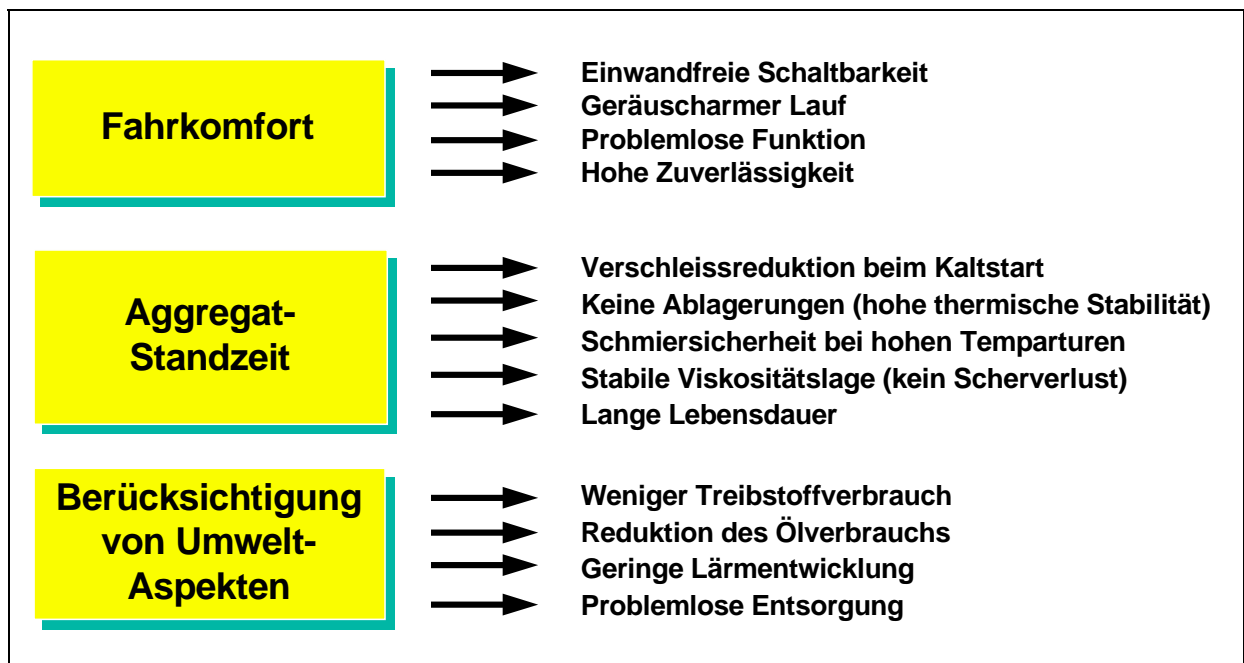 Fahrkomfort
Einwandfreie Schaltbarkeit
Geräuscharmer Lauf
Problemlose Funktion
Hohe Zuverlässigkeit
Aggregat-
Standzeit
Verschleissreduktion beim Kaltstart
Keine Ablagerungen (hohe thermische Stabilität)
Schmiersicherheit bei hohen Temparturen
Stabile Viskositätslage (kein Scherverlust)
Lange Lebensdauer
Berücksichtigung
von Umwelt-
Aspekten
Weniger Treibstoffverbrauch
Reduktion des Ölverbrauchs
Geringe Lärmentwicklung
Problemlose Entsorgung